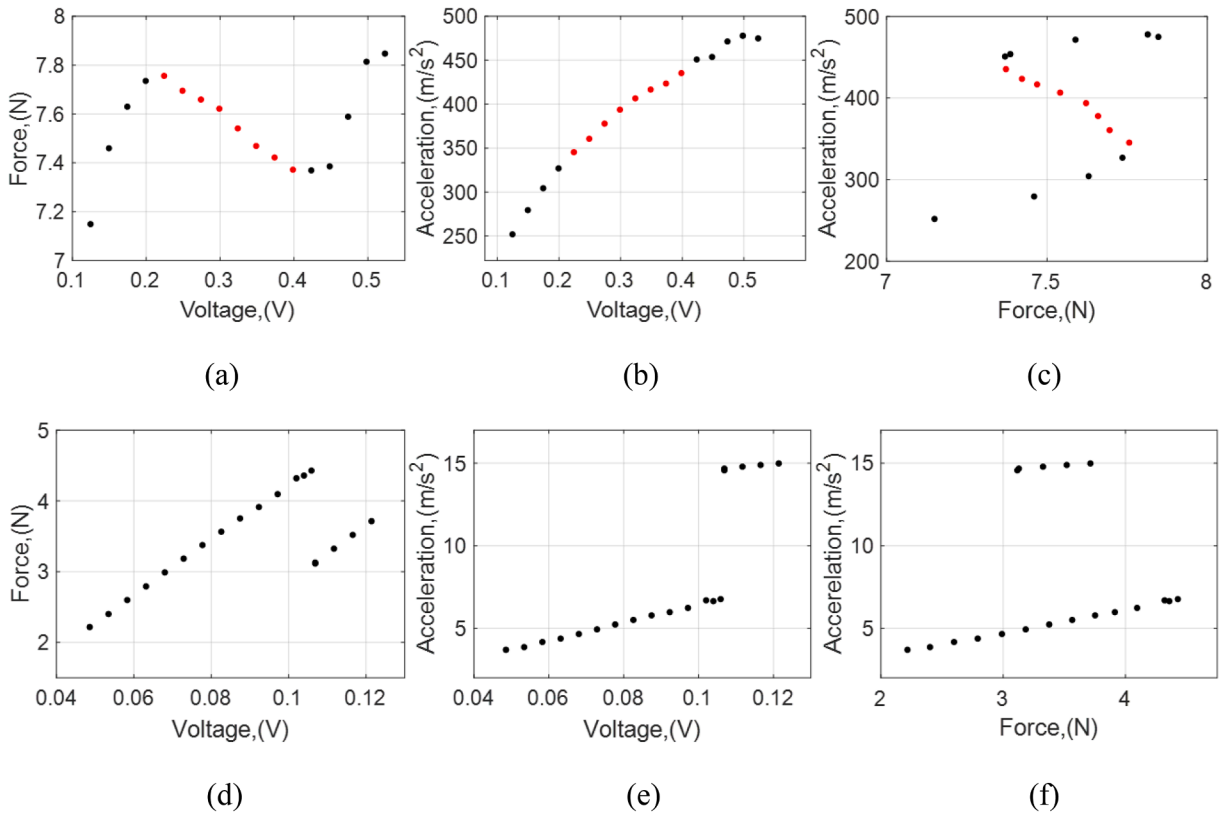 8
7.8
7.6
7.4
7.2
7
Force,(N)
0.1 0.2 0.3 0.4 0.5
Voltage,(V)
(a)
500
450
400
350
300
250
Acceleration,(m/s²)
0.1 0.2 0.3 0.4 0.5
Voltage,(V)
(b)
500
400
300
200
Acceleration,(m/s²)
7 7.5 8
Force,(N)
(c)
5
4
3
2
Force,(N)
0.04 0.06 0.08 0.1 0.12
Voltage,(V)
(d)
15
10
5
Acceleration,(m/s²)
0.04 0.06 0.08 0.1 0.12
Voltage,(V)
(e)
15
10
5
Accerelation,(m/s²)
2 3 4
Force,(N)
(f)